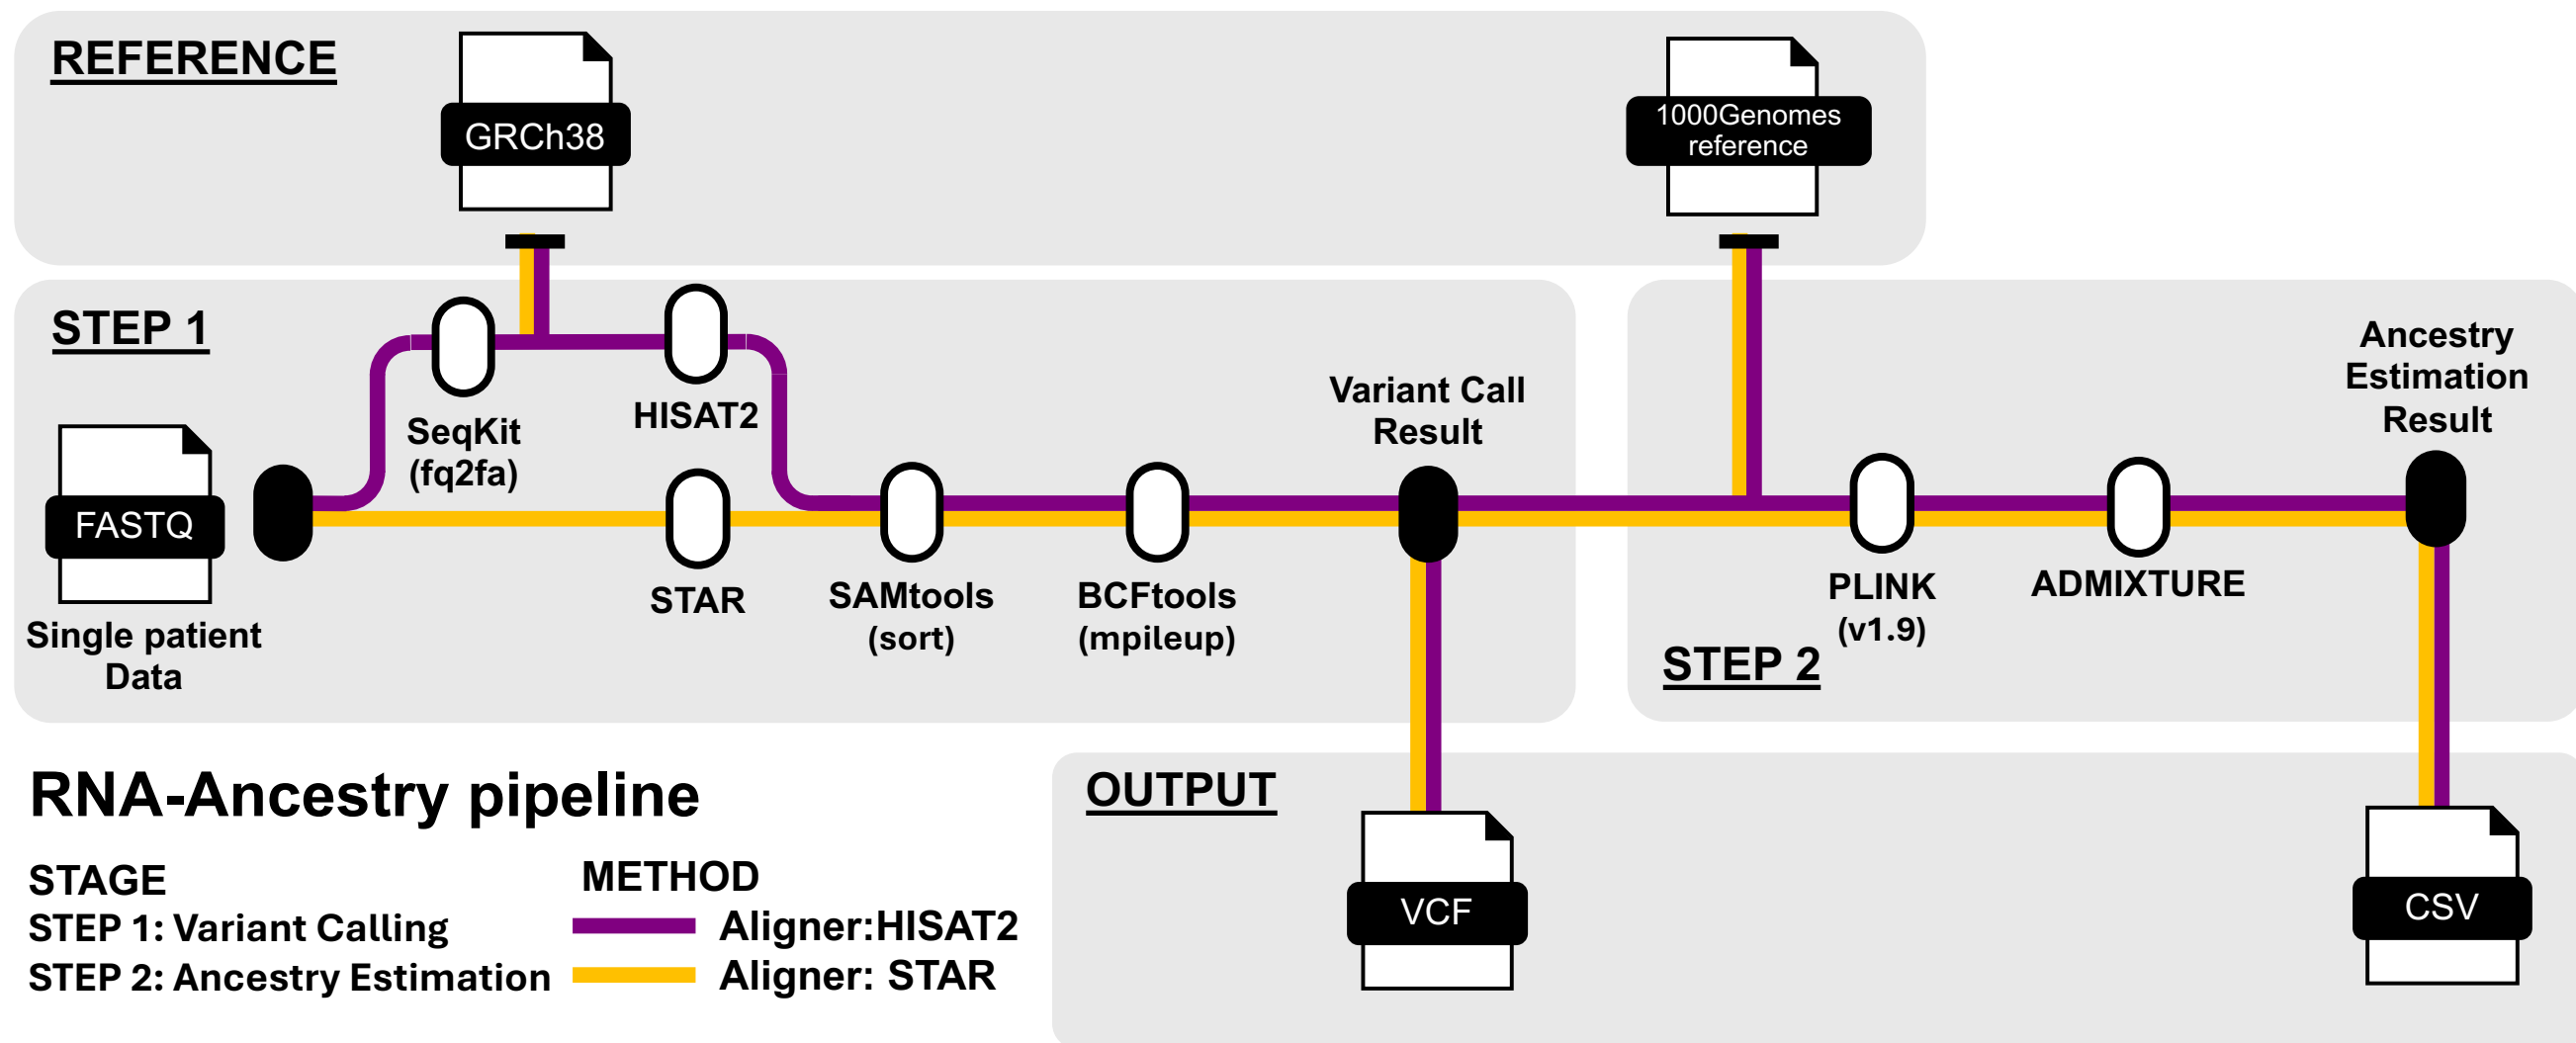 REFERENCE
GRCh38
1000Genomes
reference
STEP 1
SeqKit
(fq2fa)
HISAT2
FASTQ
Single patient
Data
STAR
SAMtools
(sort)
BCFtools
(mpileup)
Variant Call
Result
STEP 2
PLINK
(v1.9)
ADMIXTURE
Ancestry
Estimation
Result
OUTPUT
VCF
CSV
RNA-Ancestry pipeline
STAGE
STEP 1: Variant Calling
STEP 2: Ancestry Estimation
METHOD
Aligner:HISAT2
Aligner: STAR